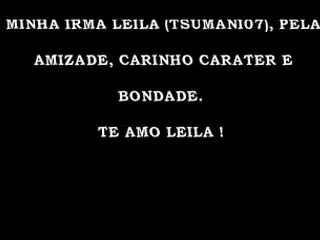 MINHA IRMA LEILA (TSUMANI07), PELA
AMIZADE, CARINHO CARATER E
BONDADE.
TE AMO LEILA !